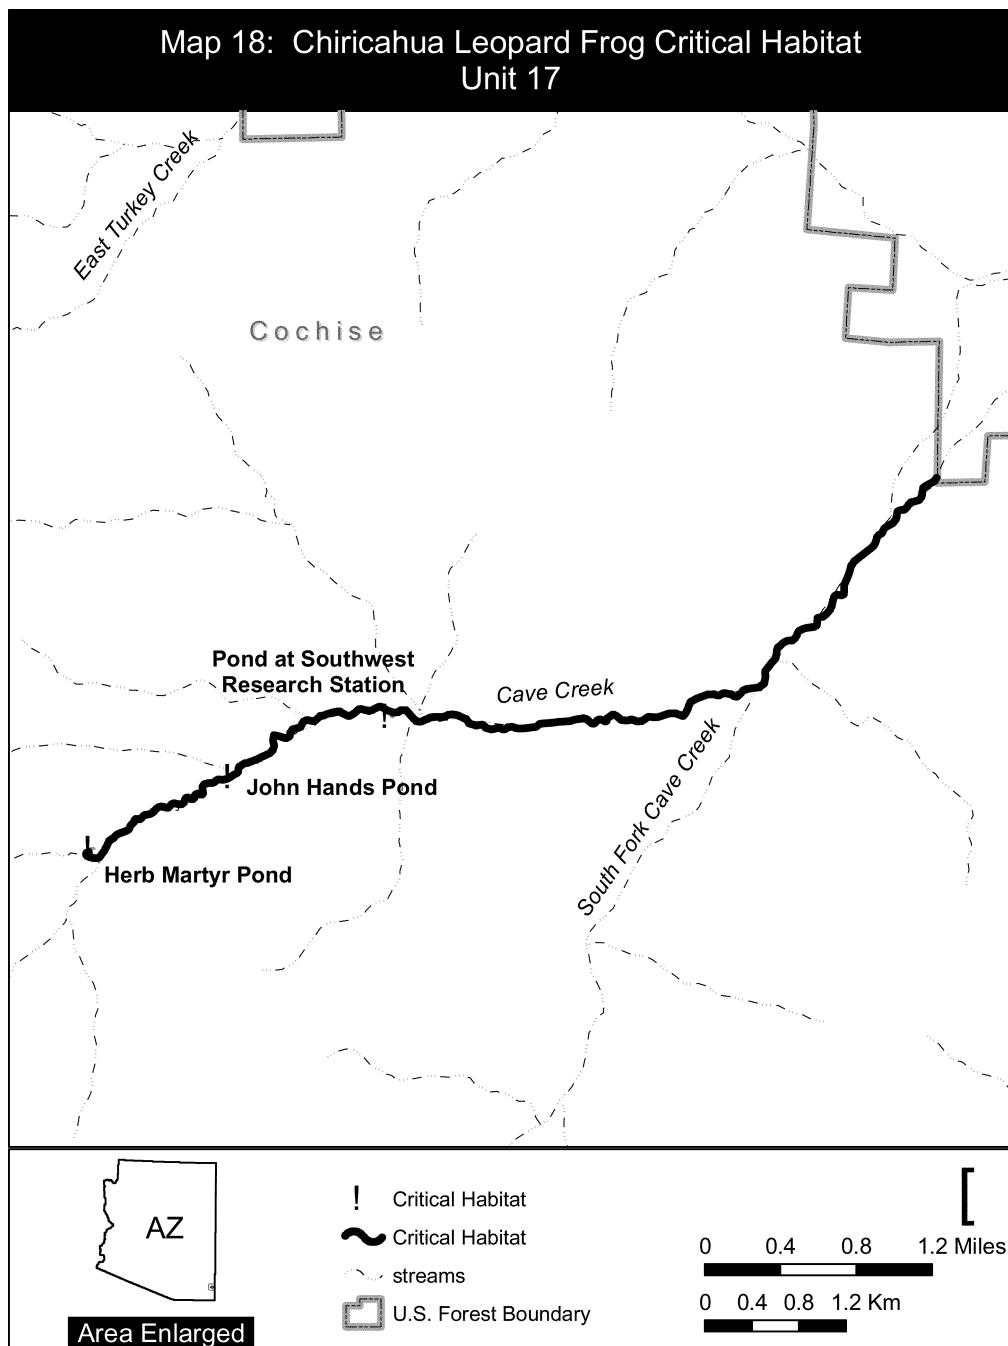 Map 18: Chiricahua Leopard Frog Critical Habitat
Unit 17
East Turkey Creek
Cochise
Pond at Southwest
Research Station
Cave Creek
John Hands Pond
South Fork Cave Creek
Herb Martyr Pond
AZ
Area Enlarged
! Critical Habitat
Critical Habitat
streams
U.S. Forest Boundary
[
0 0.4 0.8 1.2 Miles
0 0.4 0.8 1.2 Km